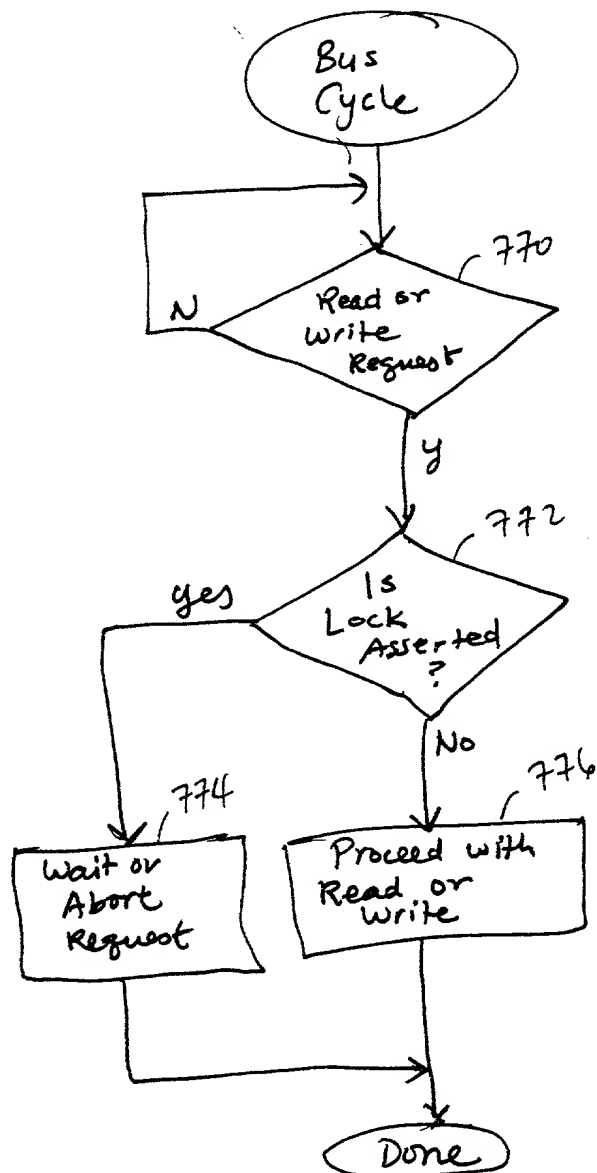 Bus
Cycle
770
Read or
Write
Request
N
Y
772
Is
Lock
Asserted
?
yes
No
774
776
Wait or
Abort
Request
Proceed with
Read or
Write
Done